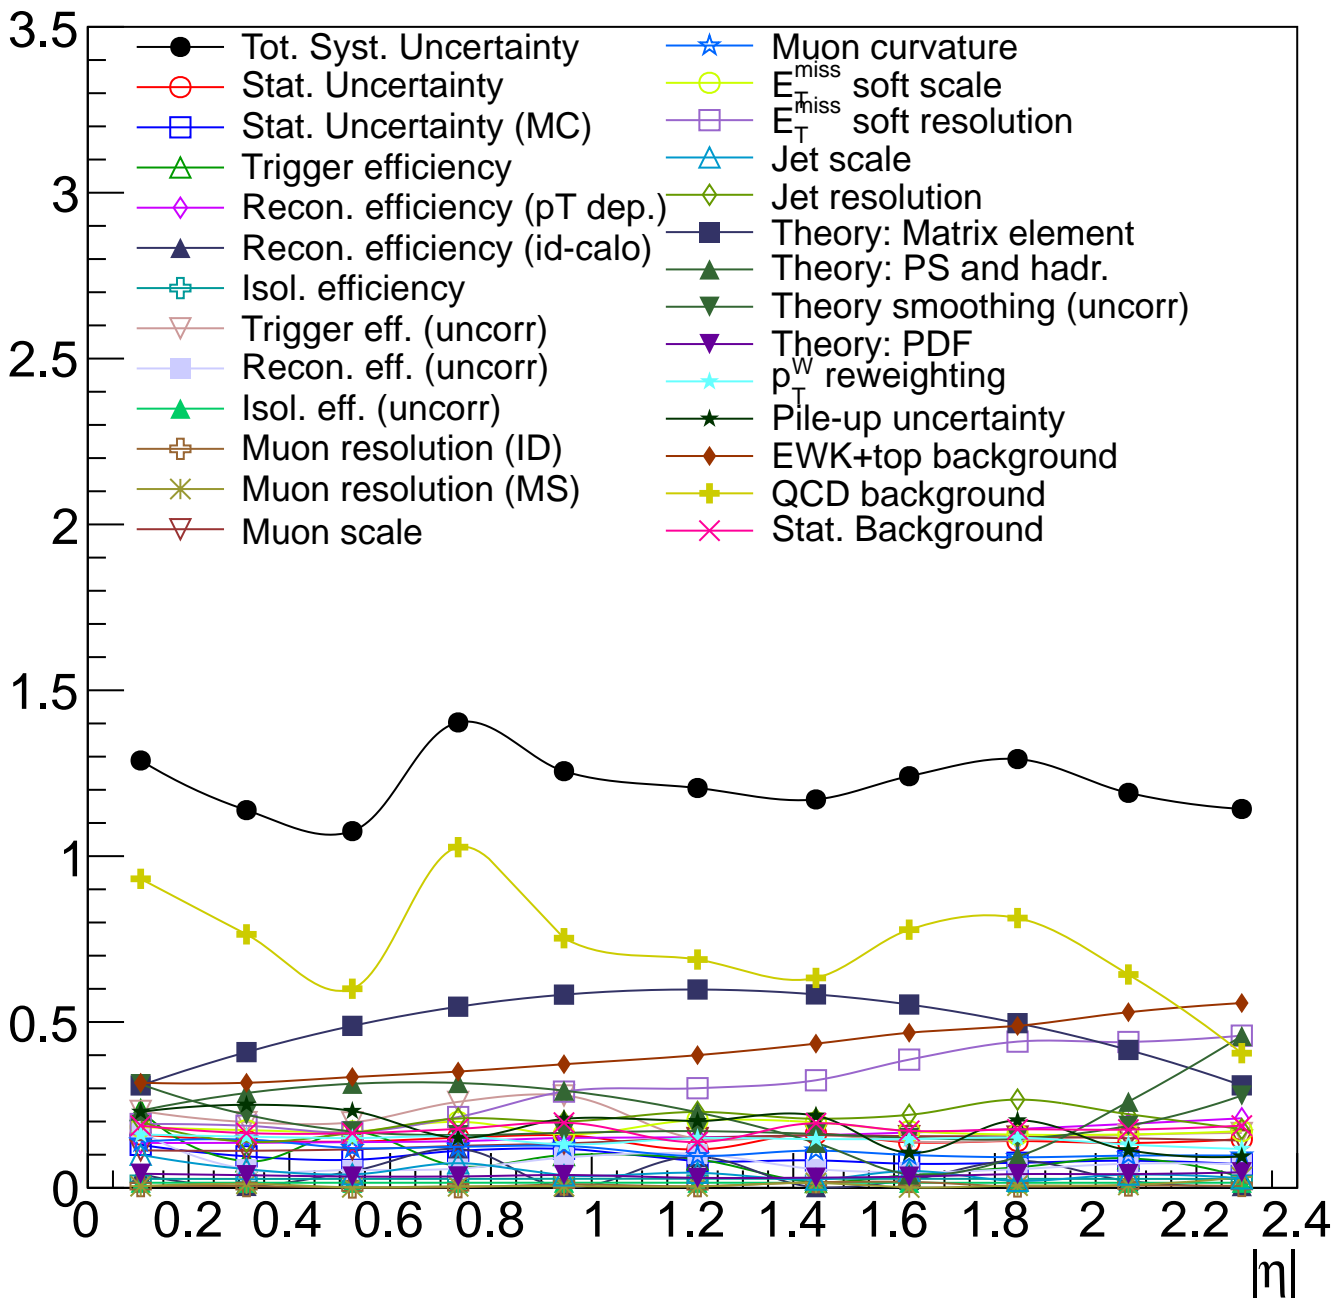 3.5
3
2.5
2
1.5
1
0.5
0
Tot. Syst. Uncertainty
Stat. Uncertainty
Stat. Uncertainty (MC)
Trigger efficiency
Recon. efficiency (pT dep.)
Recon. efficiency (id-calo)
Isol. efficiency
Trigger eff. (uncorr)
Recon. eff. (uncorr)
Isol. eff. (uncorr)
Muon resolution (ID)
Muon resolution (MS)
Muon scale
Muon curvature
E_T^miss soft scale
E_T^miss soft resolution
Jet scale
Jet resolution
Theory: Matrix element
Theory: PS and hadr.
Theory smoothing (uncorr)
Theory: PDF
p_T^W reweighting
Pile-up uncertainty
EWK+top background
QCD background
Stat. Background
0 0.2 0.4 0.6 0.8 1 1.2 1.4 1.6 1.8 2 2.2 2.4
|η|